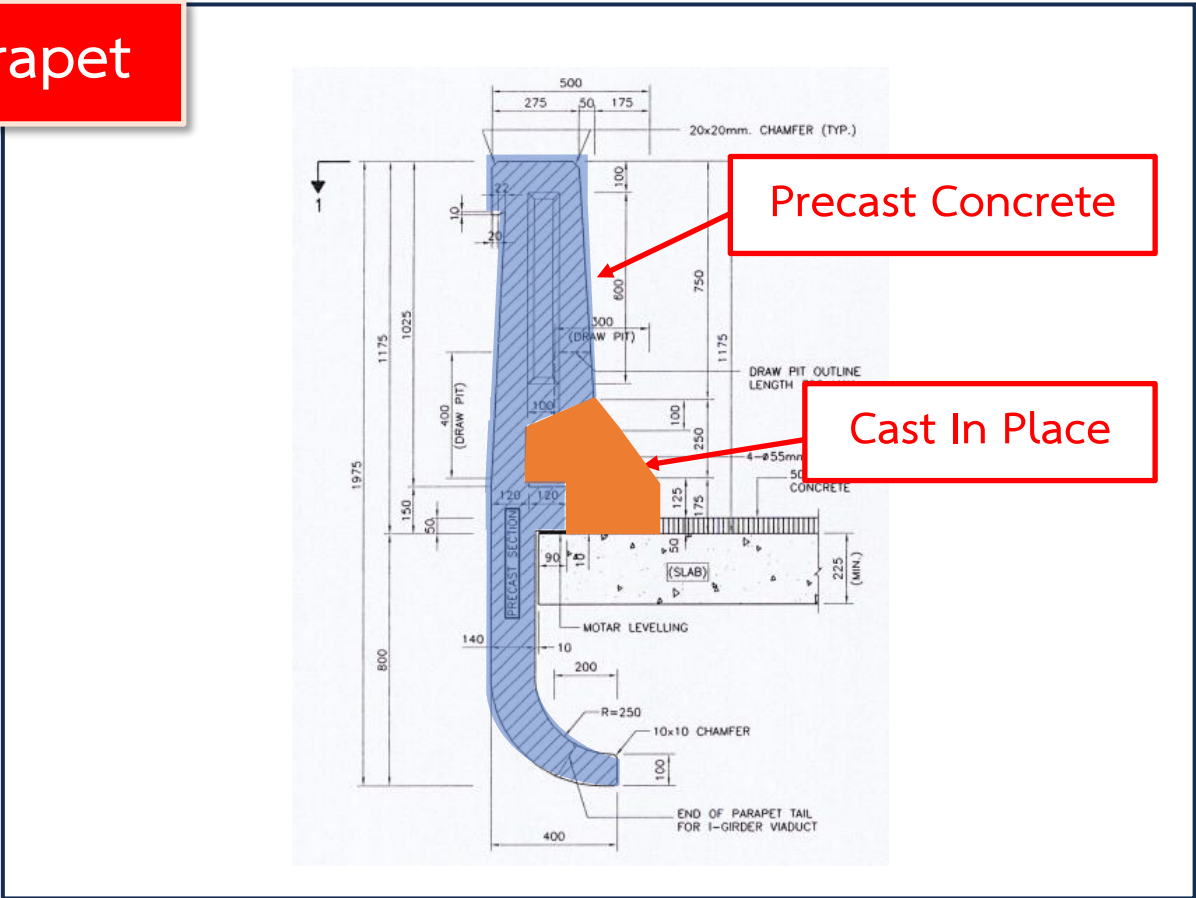 rapet
500
275
50
175
20x20mm. CHAMFER (TYP.)
1
Precast Concrete
22
100
10
20
600
750
1025
1175
300
(DRAW PIT)
1175
DRAW PIT OUTLINE
LENGTH
400
(DRAW PIT)
100
100
250
Cast In Place
4-ø55mm
50
CONCRETE
1975
150
50
120
120
125
175
PRECAST SECTION
90
10
50
(SLAB)
225
(MIN.)
MOTAR LEVELLING
140
10
200
800
R=250
10x10 CHAMFER
100
END OF PARAPET TAIL
FOR I-GIRDER VIADUCT
400